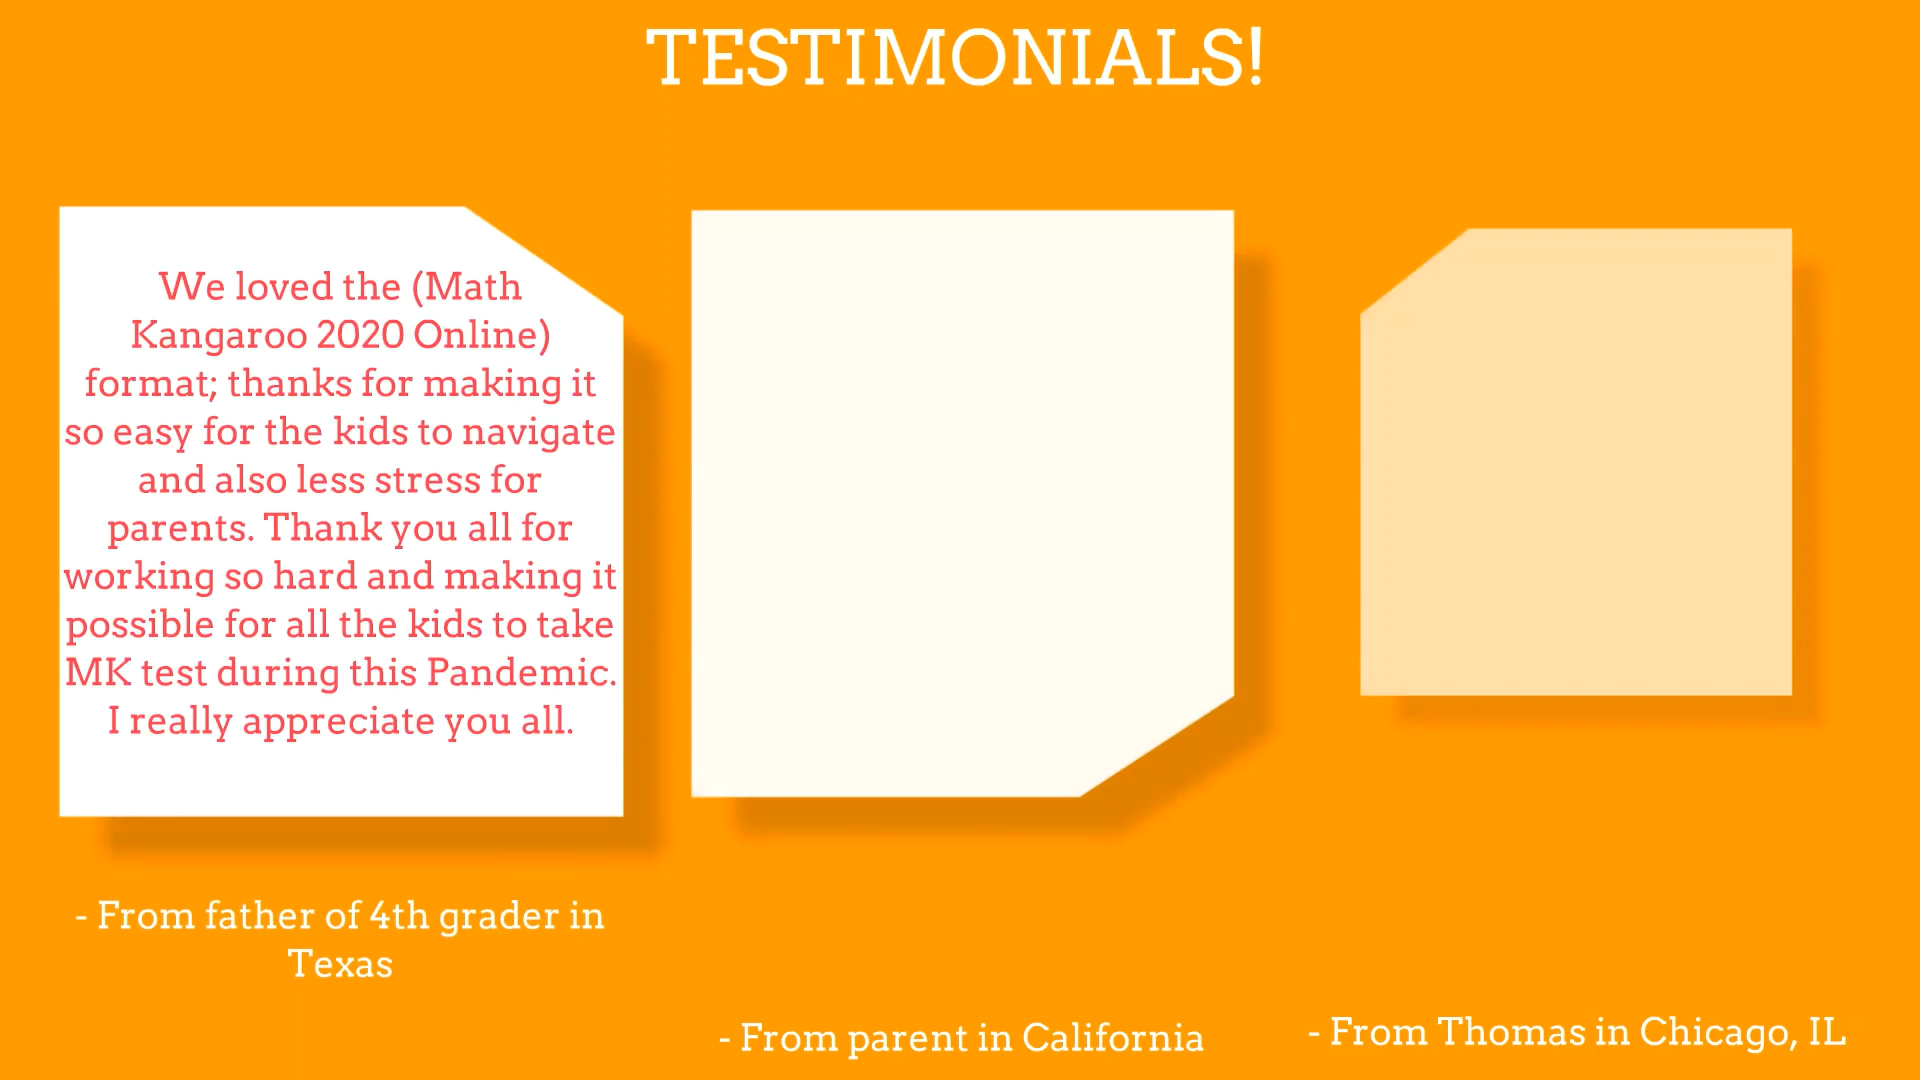 TESTIMONIALS!
We loved the (Math
Kangaroo 2020 Online)
format; thanks for making it
so easy for the kids to navigate
and also less stress for
parents. Thank you all for
working so hard and making it
possible for all the kids to take
MK test during this Pandemic.
I really appreciate you all.
- From father of 4th grader in
Texas
- From parent in California
- From Thomas in Chicago, IL